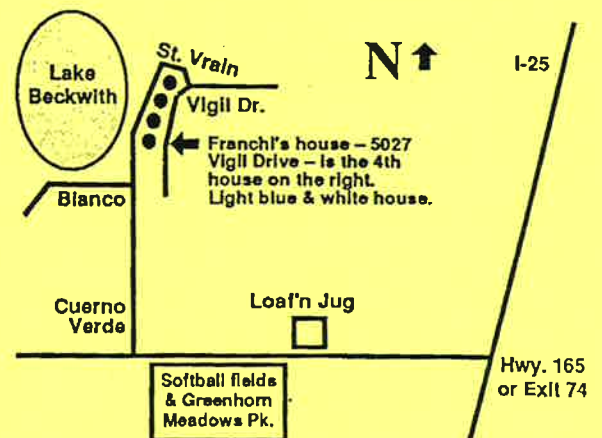 Lake
Beckwith
St. Vrain
N
I-25
Vigil Dr.
Franchi's house – 5027
Vigil Drive – is the 4th
house on the right.
Light blue & white house.
Blanco
Cuerno
Verde
Loaf'n Jug
Hwy. 165
or Exit 74
Softball fields
& Greenhorn
Meadows Pk.